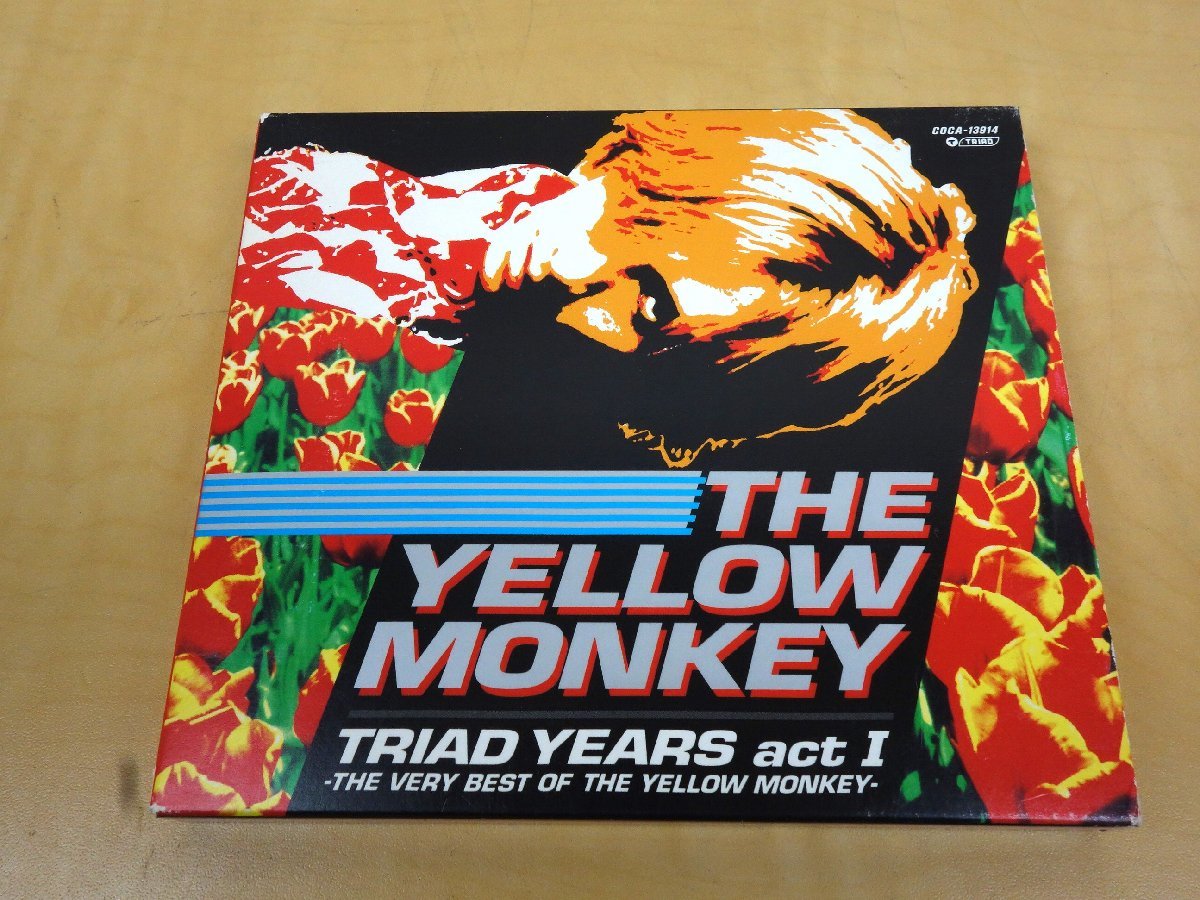 COCA-13914
T TRIAD
THE
YELLOW
MONKEY
TRIAD YEARS act I
-THE VERY BEST OF THE YELLOW MONKEY-